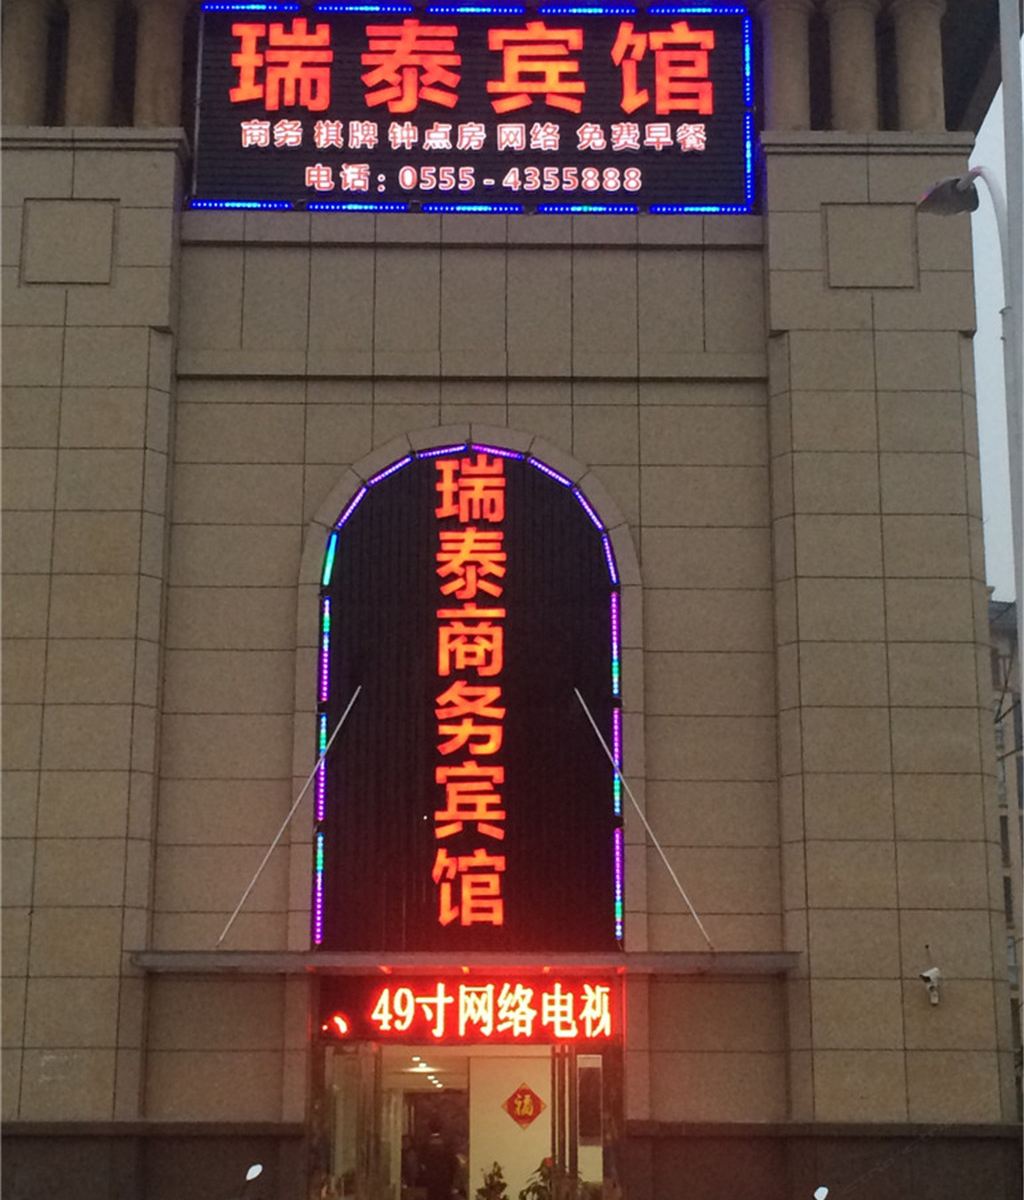 瑞泰宾馆
商务 棋牌 钟点房 网络 免费早餐
电话：0555-4355888
瑞泰商务宾馆
49寸网络电视
福